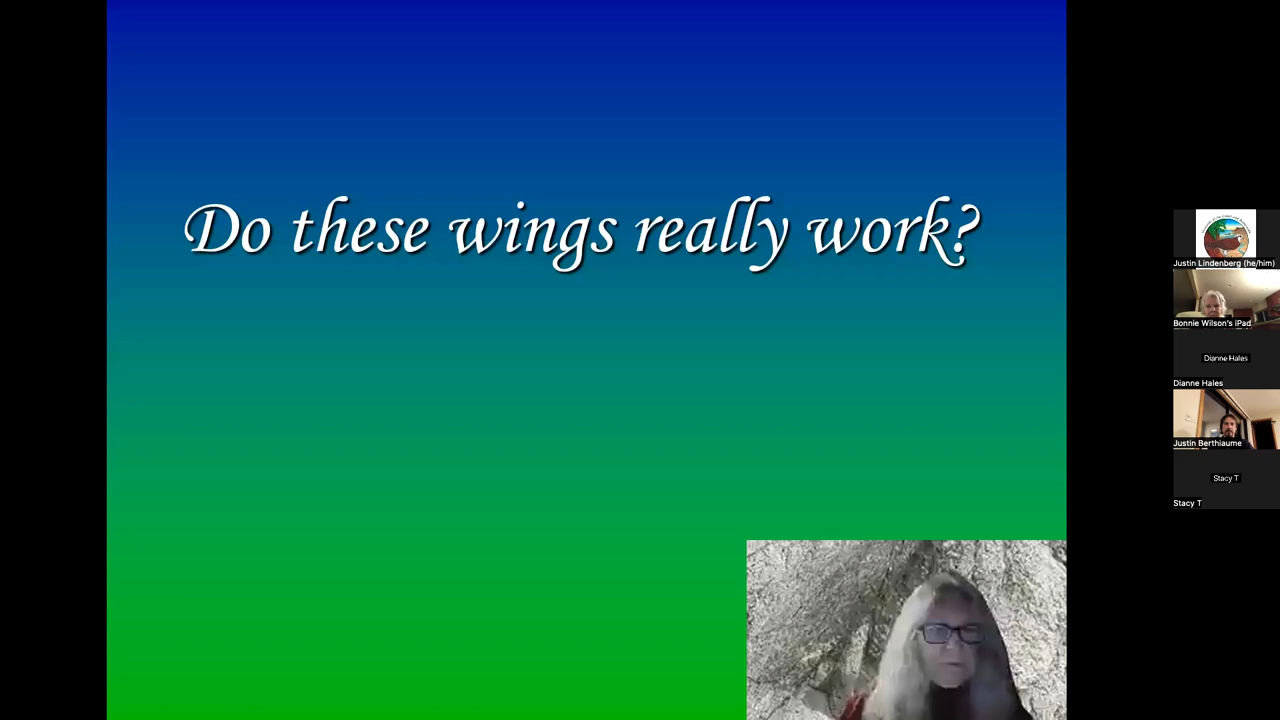 Do these wings really work?
Justin Lindenberg (he/him)
Bonnie Wilson's iPad
Dianne Hales
Dianne Hales
Justin Berthiaume
Stacy T
Stacy T